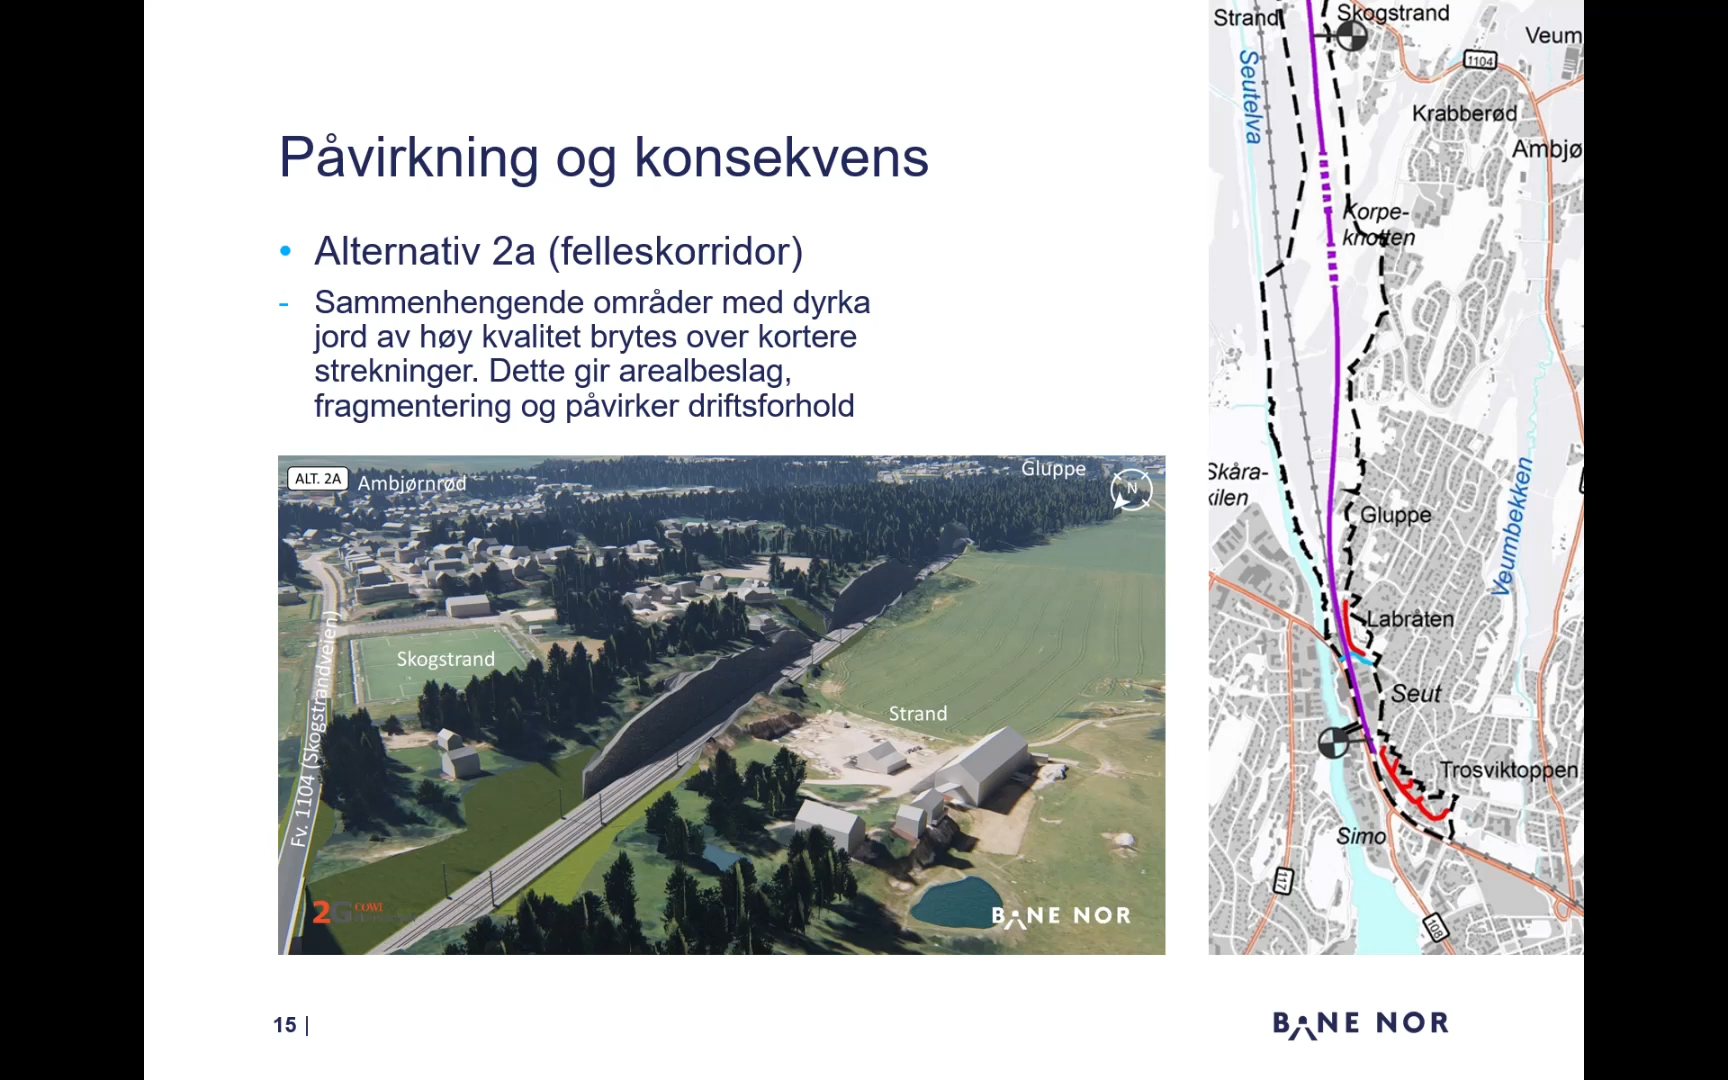 Påvirkning og konsekvens
• Alternativ 2a (felleskorridor)
- Sammenhengende områder med dyrka
jord av høy kvalitet brytes over kortere
strekninger. Dette gir arealbeslag,
fragmentering og påvirker driftsforhold
ALT. 2A
Ambjørnrød
Gluppe
N
Skogstrand
Strand
Fv. 1104 (Skogstrandveien)
2G COWI
BANE NOR
15 |
BANE NOR
Strand
Skogstrand
Veum
1104
Seutelva
Krabberød
Ambjø
Korpe-
knotten
Skåra-
kilen
Gluppe
Veumbekken
Labråten
Seut
Trosviktoppen
Simo
117
108